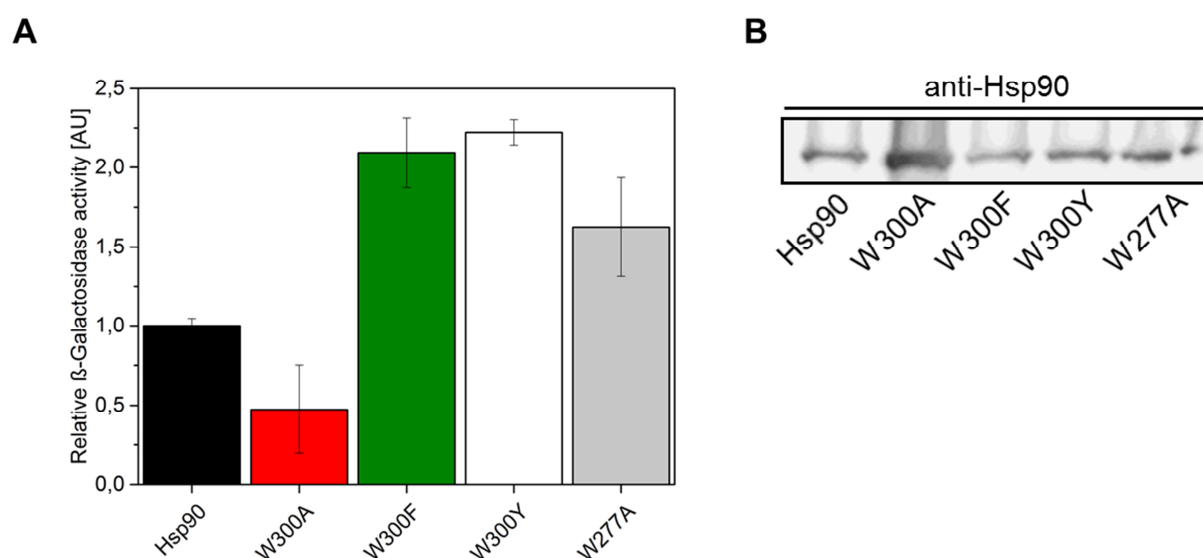 A
Relative ß-Galactosidase activity [AU]
2,5
2,0
1,5
1,0
0,5
0,0
Hsp90
W300A
W300F
W300Y
W277A
B
anti-Hsp90
Hsp90
W300A
W300F
W300Y
W277A